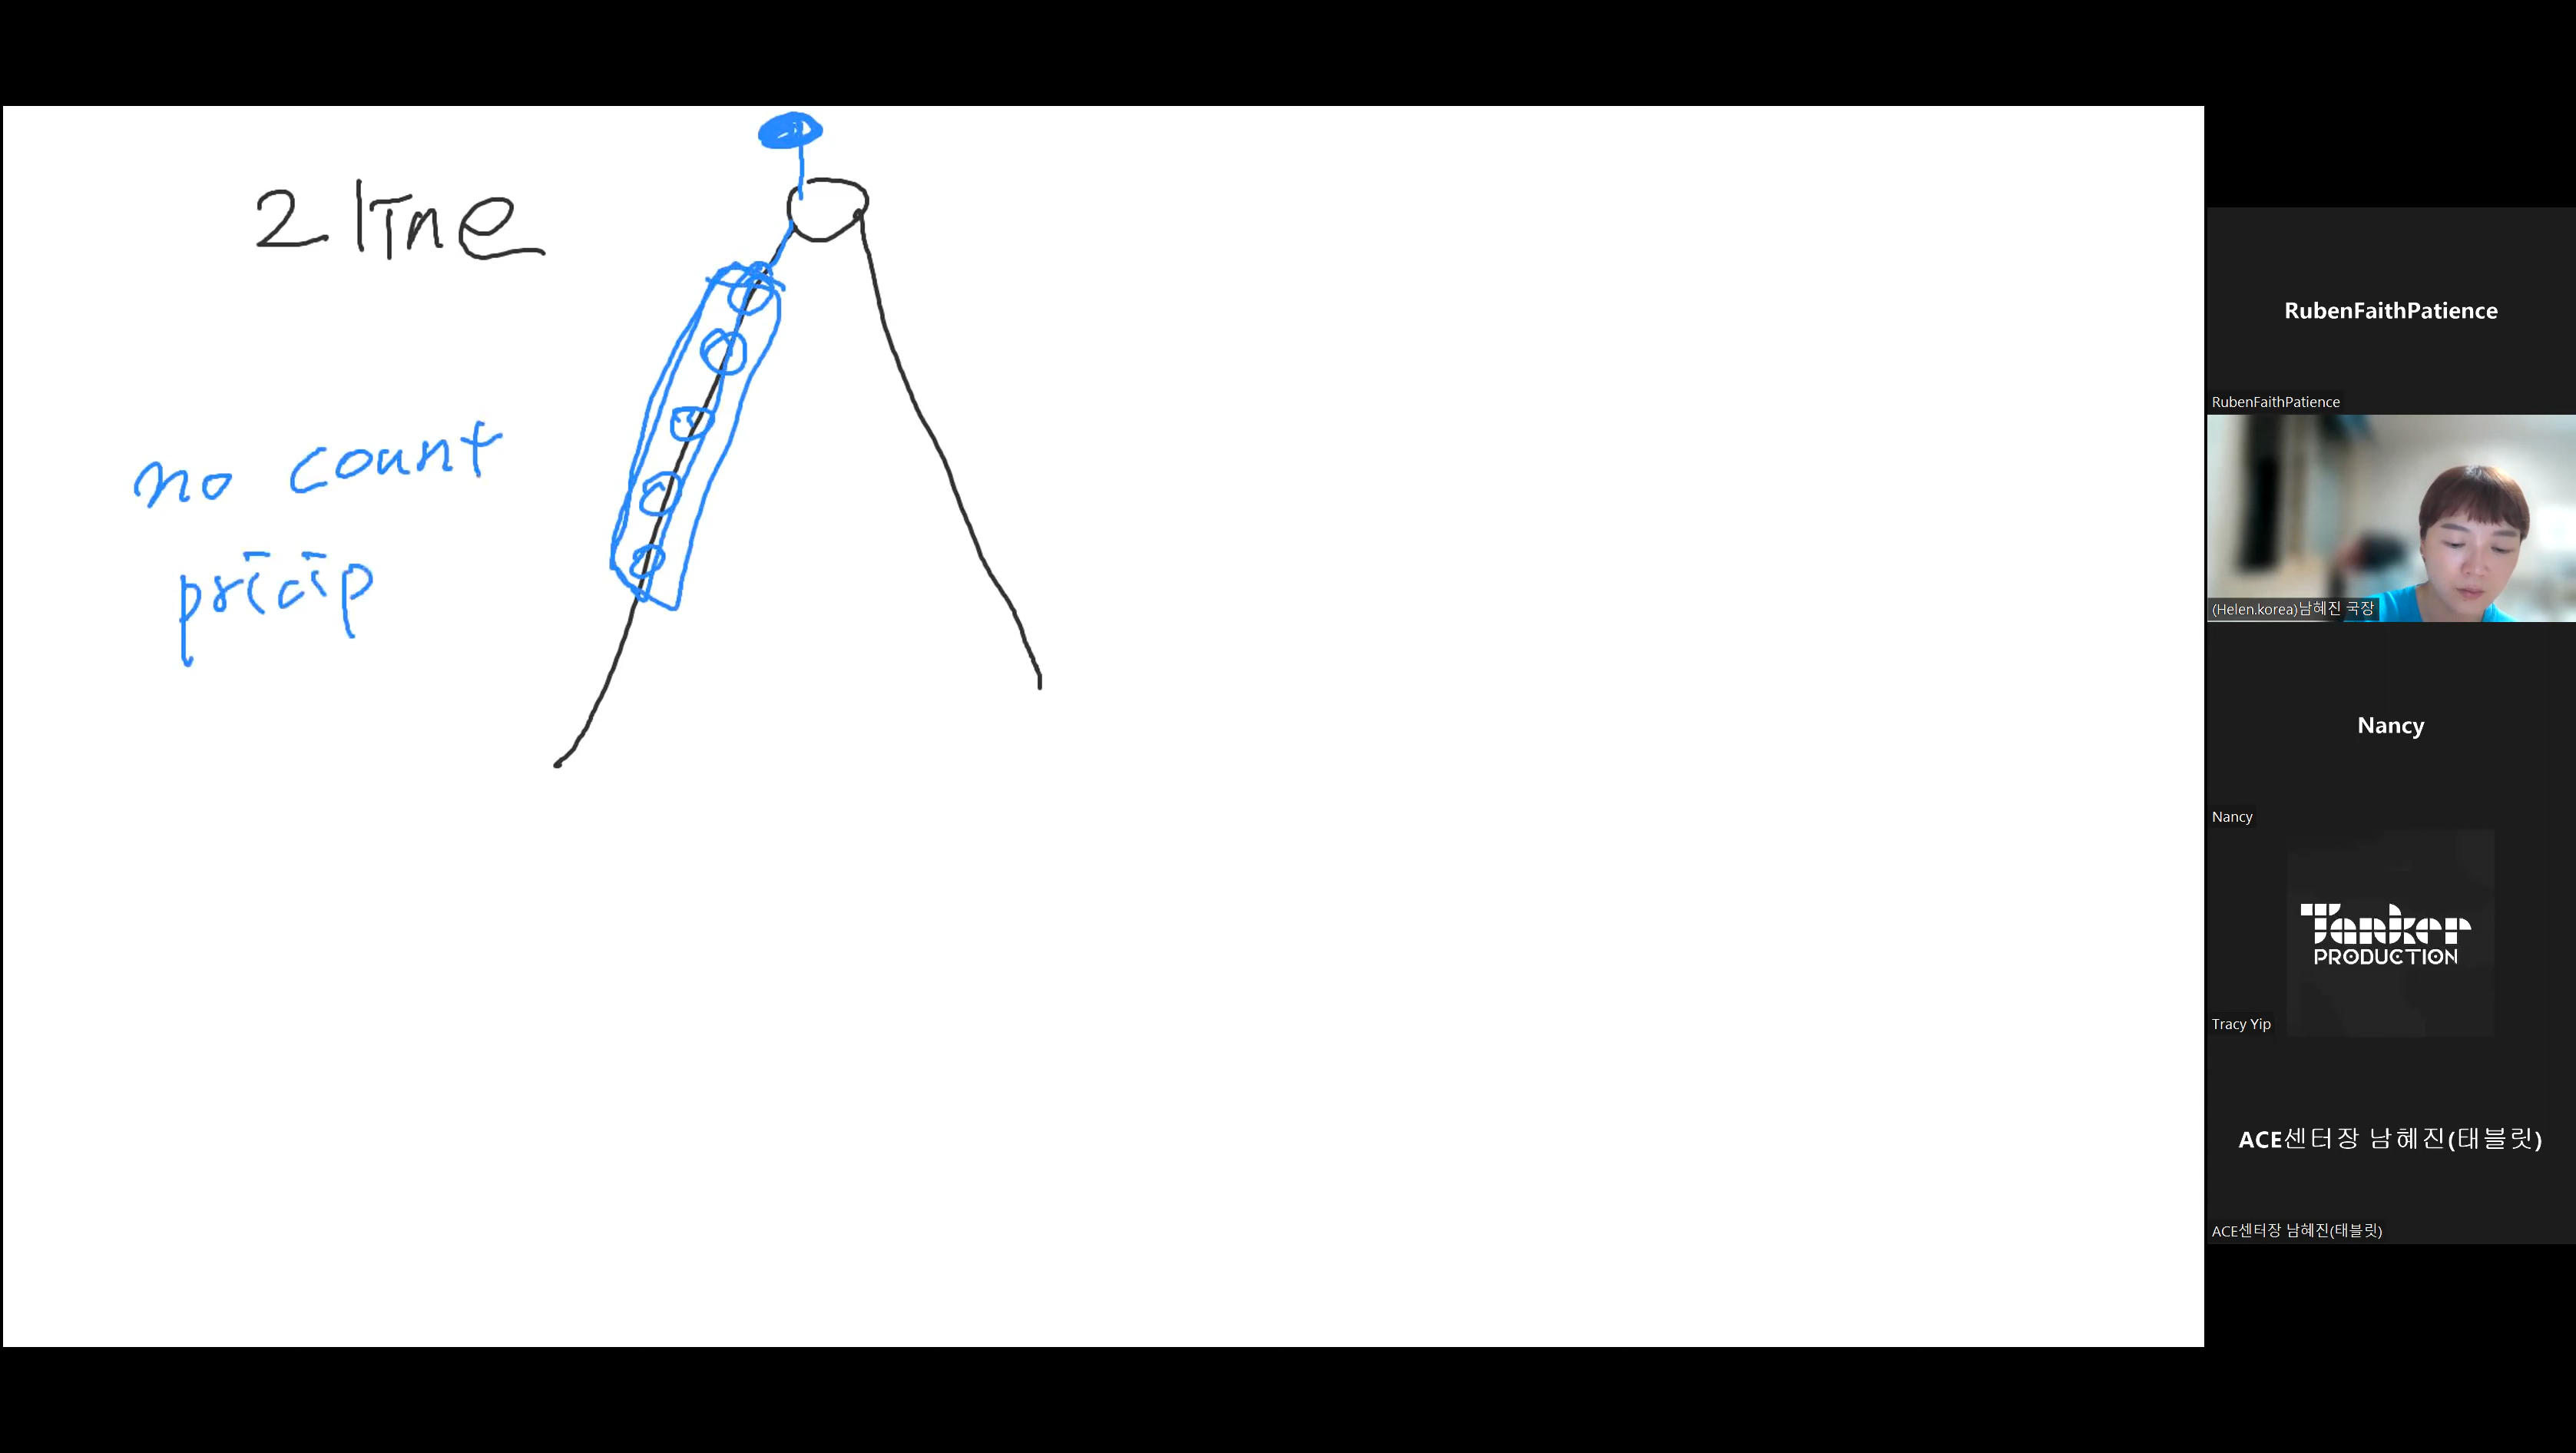 2 line
no count
pricip
RubenFaithPatience
RubenFaithPatience
(Helen.korea)남혜진 국장
Nancy
Nancy
Tanker
PRODUCTION
Tracy Yip
ACE센터장 남혜진(태블릿)
ACE센터장 남혜진(태블릿)